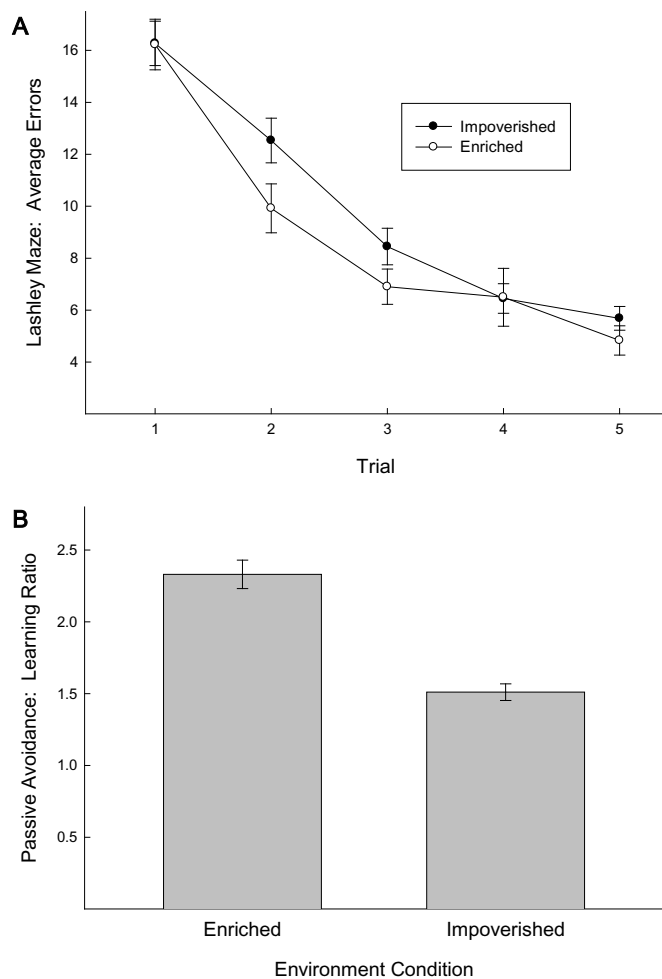 A
Lashley Maze: Average Errors
16
14
12
10
8
6
4
Impoverished
Enriched
1 2 3 4 5
Trial
B
Passive Avoidance: Learning Ratio
2.5
2.0
1.5
1.0
0.5
Enriched Impoverished
Environment Condition